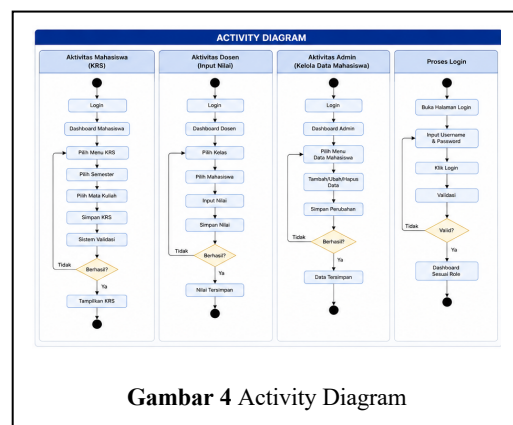 ACTIVITY DIAGRAM
Aktivitas Mahasiswa
(KRS)
Login
Dashboard Mahasiswa
Pilih Menu KRS
Pilih Semester
Pilih Mata Kuliah
Simpan KRS
Sistem Validasi
Tidak
Berhasil?
Ya
Tampilkan KRS
Aktivitas Dosen
(Input Nilai)
Login
Dashboard Dosen
Pilih Kelas
Pilih Mahasiswa
Input Nilai
Simpan Nilai
Tidak
Berhasil?
Ya
Nilai Tersimpan
Aktivitas Admin
(Kelola Data Mahasiswa)
Login
Dashboard Admin
Pilih Menu
Data Mahasiswa
Tambah/Ubah/Hapus
Data
Simpan Perubahan
Tidak
Berhasil?
Ya
Data Tersimpan
Proses Login
Buka Halaman Login
Input Username
& Password
Klik Login
Validasi
Tidak
Valid?
Ya
Dashboard
Sesuai Role
Gambar 4 Activity Diagram